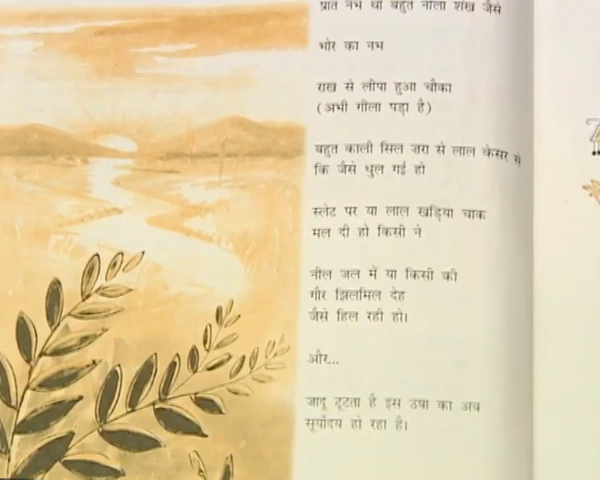 प्रात नभ था बहुत नीला शंख जैसे
भोर का नभ
राख से लीपा हुआ चौका
(अभी गीला पड़ा है)
बहुत काली सिल ज़रा से लाल केसर से
कि जैसे धुल गई हो
स्लेट पर या लाल खड़िया चाक
मल दी हो किसी ने
नील जल में या किसी की
गौर झिलमिल देह
जैसे हिल रही हो।
और...
जादू टूटता है इस उषा का अब
सूर्योदय हो रहा है।